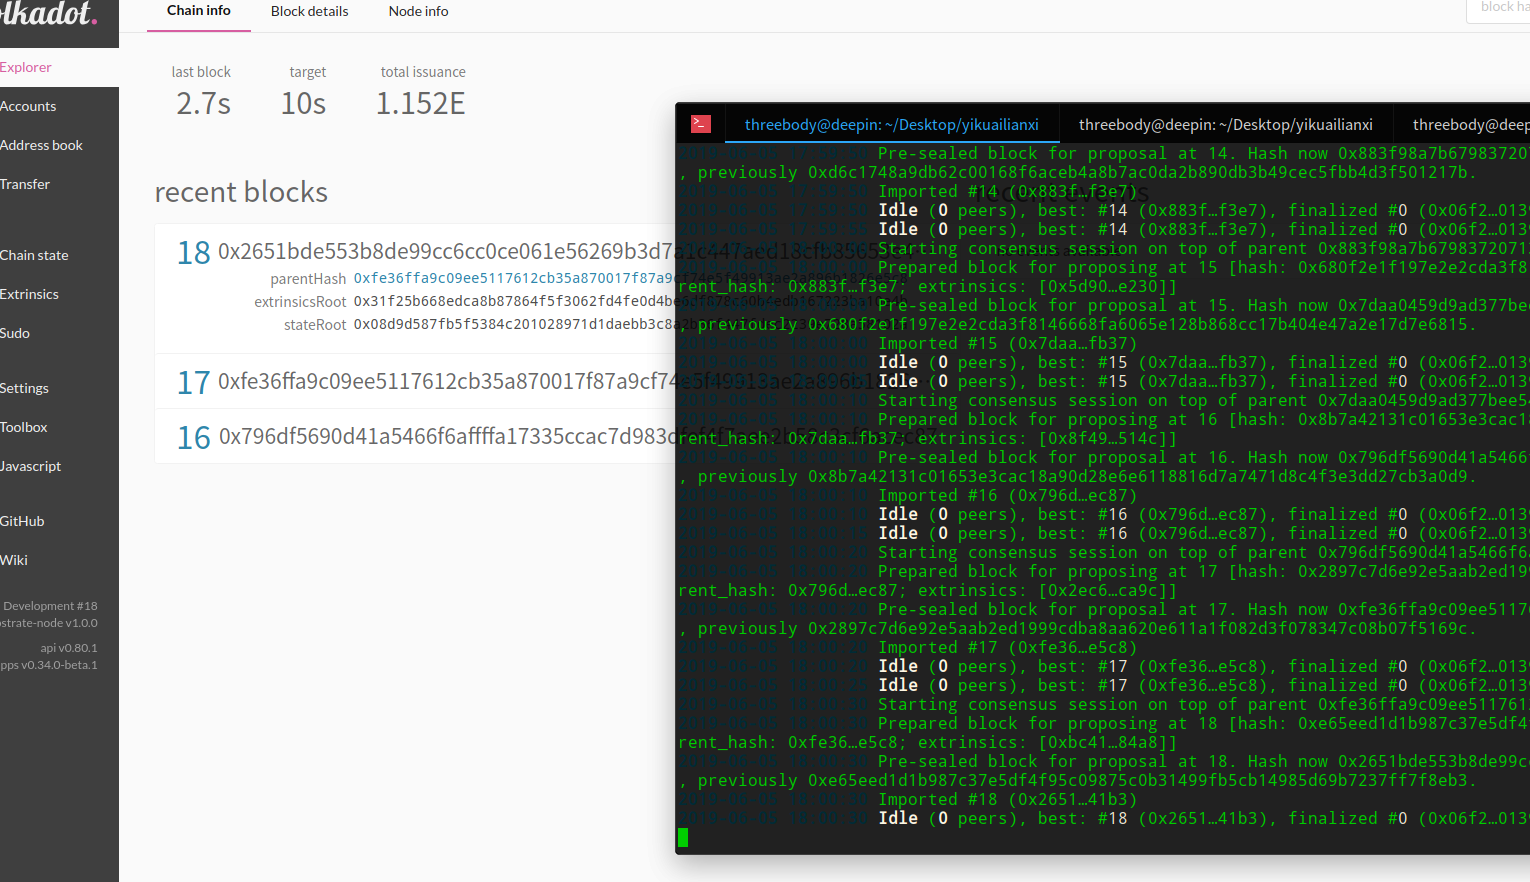 olkadot.
Chain info
Block details
Node info
block ha
Explorer
Accounts
Address book
Transfer
Chain state
Extrinsics
Sudo
Settings
Toolbox
Javascript
GitHub
Wiki
Development #18
ostrate-node v1.0.0
api v0.80.1
apps v0.34.0-beta.1
last block
target
total issuance
2.7s
10s
1.152E
recent blocks
18 0x2651bde553b8de99cc6cc0ce061e56269b3d7a1c447aed18cfb
parentHash 0xfe36ffa9c09ee5117612cb35a870017f87a9cf74e5f49913ae2a896b
extrinsicsRoot 0x31f25b668edca8b87864f5f3062fd4fe0d4be
stateRoot 0x08d9d587fb5f5384c201028971d1daebb3c8a
17 0xfe36ffa9c09ee5117612cb35a870017f87a9cf74e5f49913ae2a896b1
16 0x796df5690d41a5466f6affffa17335ccac7d983d
threebody@deepin: ~/Desktop/yikuailianxi
threebody@deepin: ~/Desktop/yikuailianxi
threebody@deep
Pre-sealed block for proposal at 14. Hash now 0x883f98a7b67983720
, previously 0xd6c1748a9db62c00168f6aceb4a8b7ac0da2b890db3b49cec5fbb4d3f501217b.
Imported #14 (0x883f…f3e7)
Idle (0 peers), best: #14 (0x883f…f3e7), finalized #0 (0x06f2…013
Idle (0 peers), best: #14 (0x883f…f3e7), finalized #0 (0x06f2…013
Starting consensus session on top of parent 0x883f98a7b6798372071
Prepared block for proposing at 15 [hash: 0x680f2e1f197e2e2cda3f8
rent_hash: 0x883f…f3e7; extrinsics: [0x5d90…e230]]
Pre-sealed block for proposal at 15. Hash now 0x7daa0459d9ad377be
, previously 0x680f2e1f197e2e2cda3f8146668fa6065e128b868cc17b404e47a2e17d7e6815.
Imported #15 (0x7daa…fb37)
Idle (0 peers), best: #15 (0x7daa…fb37), finalized #0 (0x06f2…013
Idle (0 peers), best: #15 (0x7daa…fb37), finalized #0 (0x06f2…013
Starting consensus session on top of parent 0x7daa0459d9ad377bee5
Prepared block for proposing at 16 [hash: 0x8b7a42131c01653e3cac1
rent_hash: 0x7daa…fb37; extrinsics: [0x8f49…514c]]
Pre-sealed block for proposal at 16. Hash now 0x796df5690d41a5466
, previously 0x8b7a42131c01653e3cac18a90d28e6e6118816d7a7471d8c4f3e3dd27cb3a0d9.
Imported #16 (0x796d…ec87)
Idle (0 peers), best: #16 (0x796d…ec87), finalized #0 (0x06f2…013
Idle (0 peers), best: #16 (0x796d…ec87), finalized #0 (0x06f2…013
Starting consensus session on top of parent 0x796df5690d41a5466f6
Prepared block for proposing at 17 [hash: 0x2897c7d6e92e5aab2ed19
rent_hash: 0x796d…ec87; extrinsics: [0x2ec6…ca9c]]
Pre-sealed block for proposal at 17. Hash now 0xfe36ffa9c09ee5117
, previously 0x2897c7d6e92e5aab2ed1999cdba8aa620e611a1f082d3f078347c08b07f5169c.
Imported #17 (0xfe36…e5c8)
Idle (0 peers), best: #17 (0xfe36…e5c8), finalized #0 (0x06f2…013
Idle (0 peers), best: #17 (0xfe36…e5c8), finalized #0 (0x06f2…013
Starting consensus session on top of parent 0xfe36ffa9c09ee511761
Prepared block for proposing at 18 [hash: 0xe65eed1d1b987c37e5df4
rent_hash: 0xfe36…e5c8; extrinsics: [0xbc41…84a8]]
Pre-sealed block for proposal at 18. Hash now 0x2651bde553b8de99c
, previously 0xe65eed1d1b987c37e5df4f95c09875c0b31499fb5cb14985d69b7237ff7f8eb3.
Imported #18 (0x2651…41b3)
Idle (0 peers), best: #18 (0x2651…41b3), finalized #0 (0x06f2…013